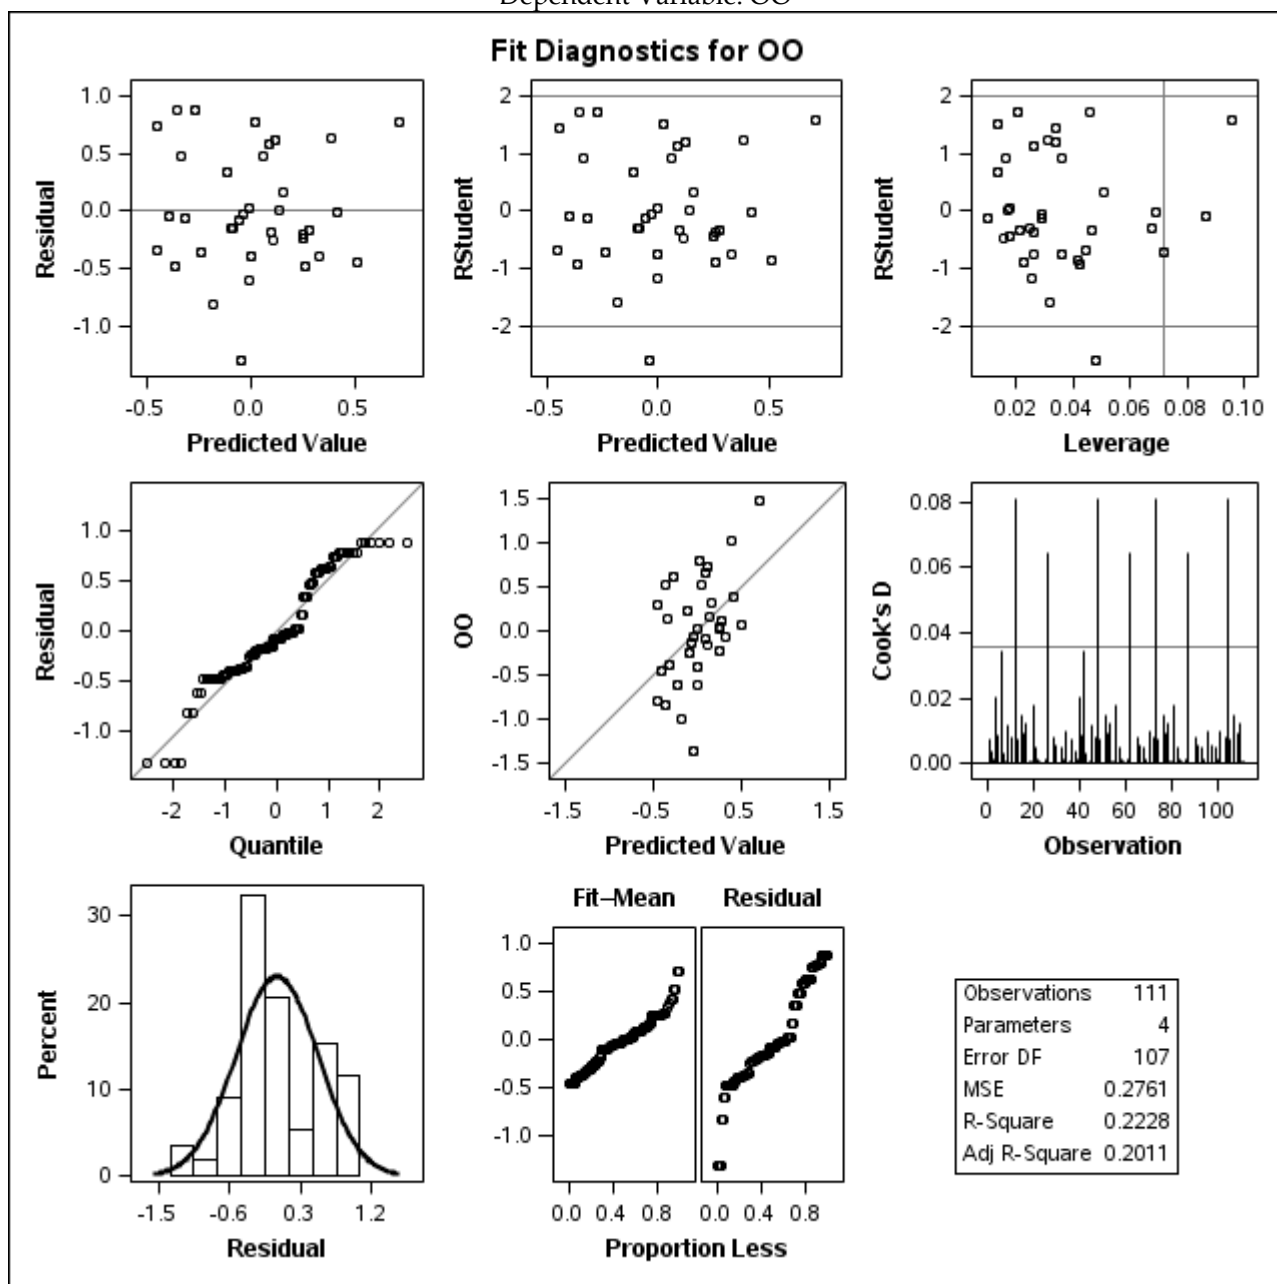 Dependent Variable: OO
Fit Diagnostics for OO
1.0
0.5
0.0
-0.5
-1.0
Residual
-0.5 0.0 0.5
Predicted Value
2
1
0
-1
-2
RStudent
-0.5 0.0 0.5
Predicted Value
2
1
0
-1
-2
RStudent
0.02 0.04 0.06 0.08 0.10
Leverage
1.0
0.5
0.0
-0.5
-1.0
Residual
-2 -1 0 1 2
Quantile
1.5
1.0
0.5
0.0
-0.5
-1.0
-1.5
OO
-1.5 -0.5 0.5 1.5
Predicted Value
0.08
0.06
0.04
0.02
0.00
Cook's D
0 20 40 60 80 100
Observation
30
20
10
0
Percent
-1.5 -0.6 0.3 1.2
Residual
Fit–Mean Residual
1.0
0.5
0.0
-0.5
-1.0
0.0 0.4 0.8 0.0 0.4 0.8
Proportion Less
Observations 111
Parameters 4
Error DF 107
MSE 0.2761
R-Square 0.2228
Adj R-Square 0.2011